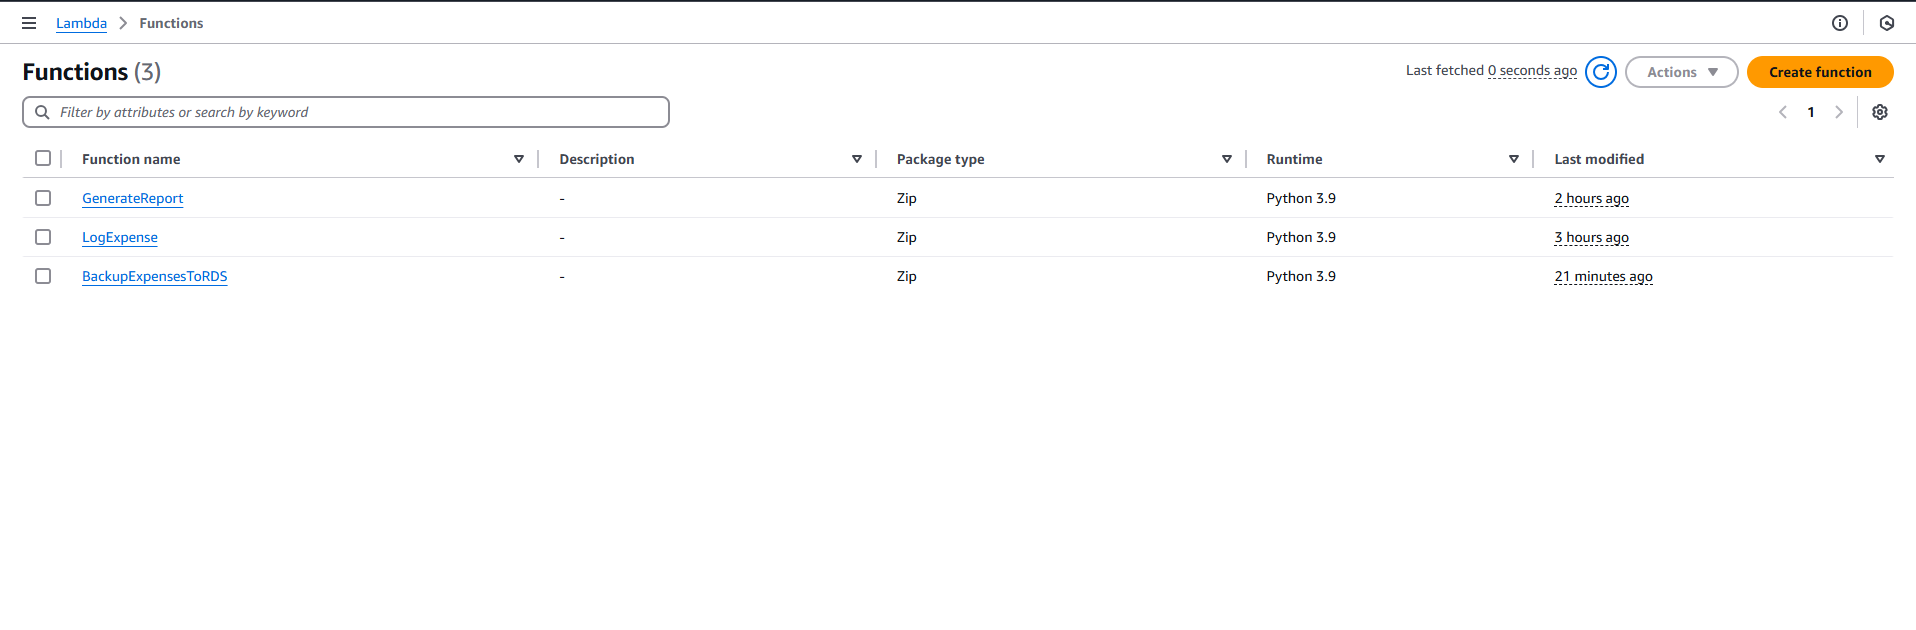 Lambda > Functions
Functions (3)
Last fetched 0 seconds ago
Actions
Create function
Filter by attributes or search by keyword
1
Function name Description Package type Runtime Last modified
GenerateReport - Zip Python 3.9 2 hours ago
LogExpense - Zip Python 3.9 3 hours ago
BackupExpensesToRDS - Zip Python 3.9 21 minutes ago